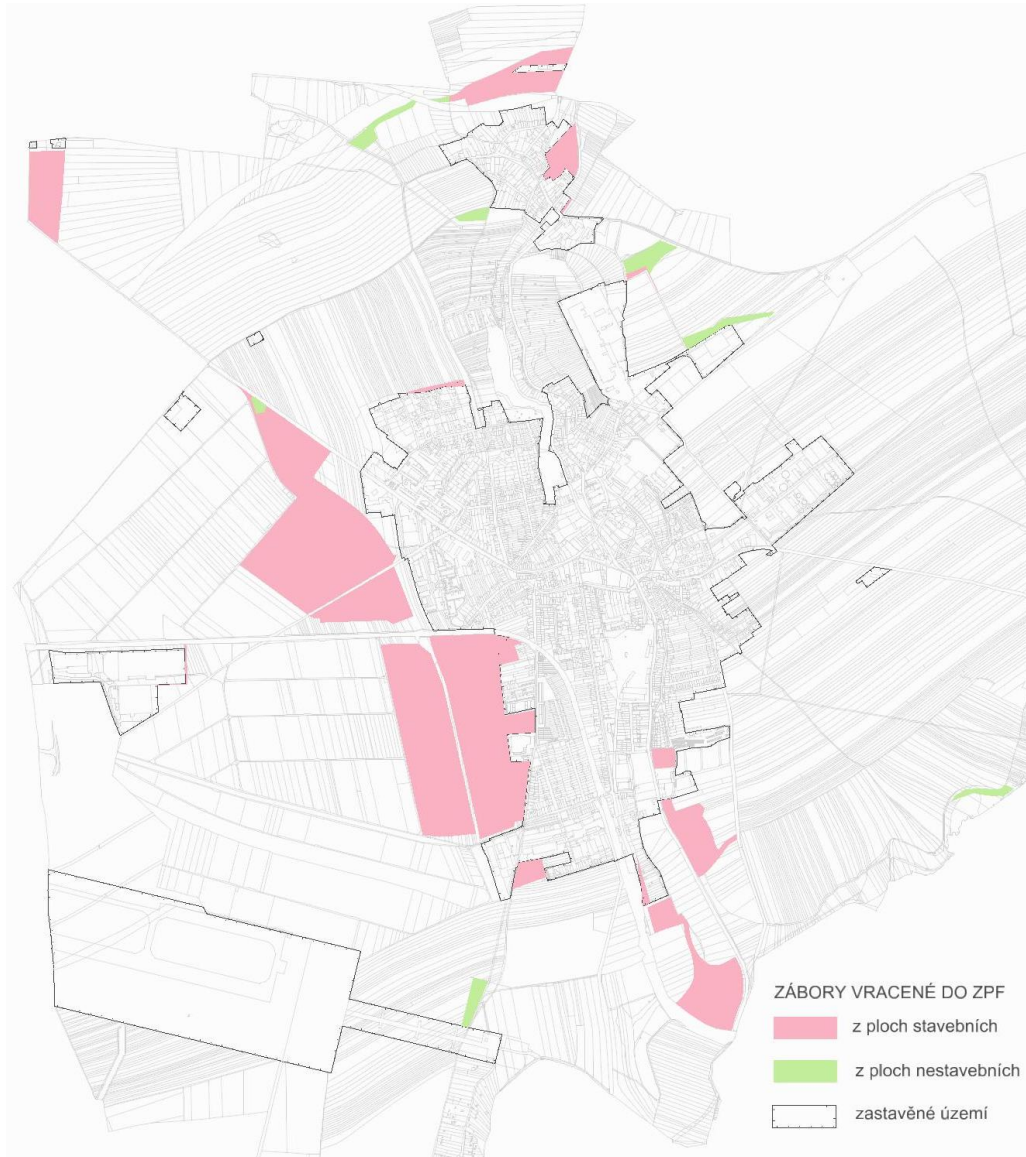 ZÁBORY VRACENÉ DO ZPF
z ploch stavebních
z ploch nestavebních
zastavěné území